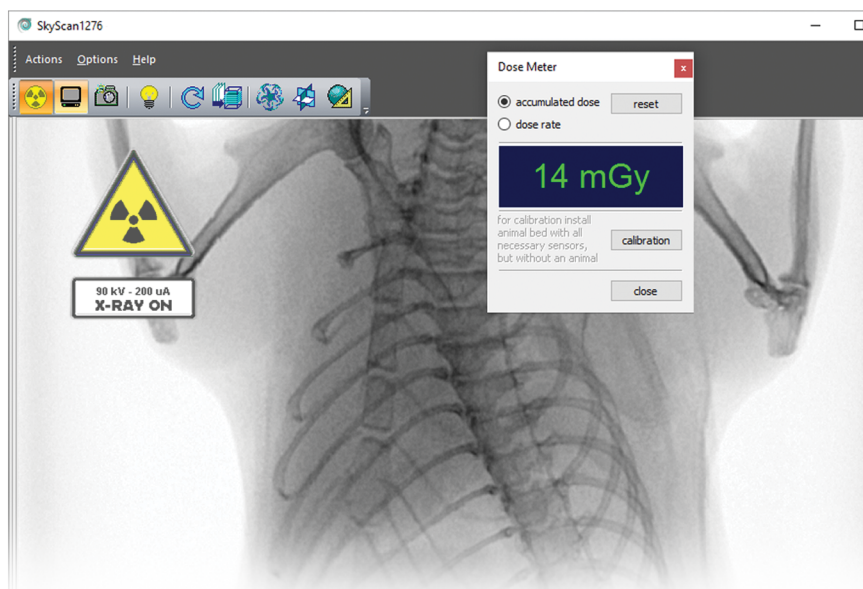 SkyScan1276
Actions Options Help
Dose Meter
accumulated dose
reset
dose rate
14 mGy
for calibration install
animal bed with all
necessary sensors,
but without an animal
calibration
close
90 kV - 200 uA
X-RAY ON